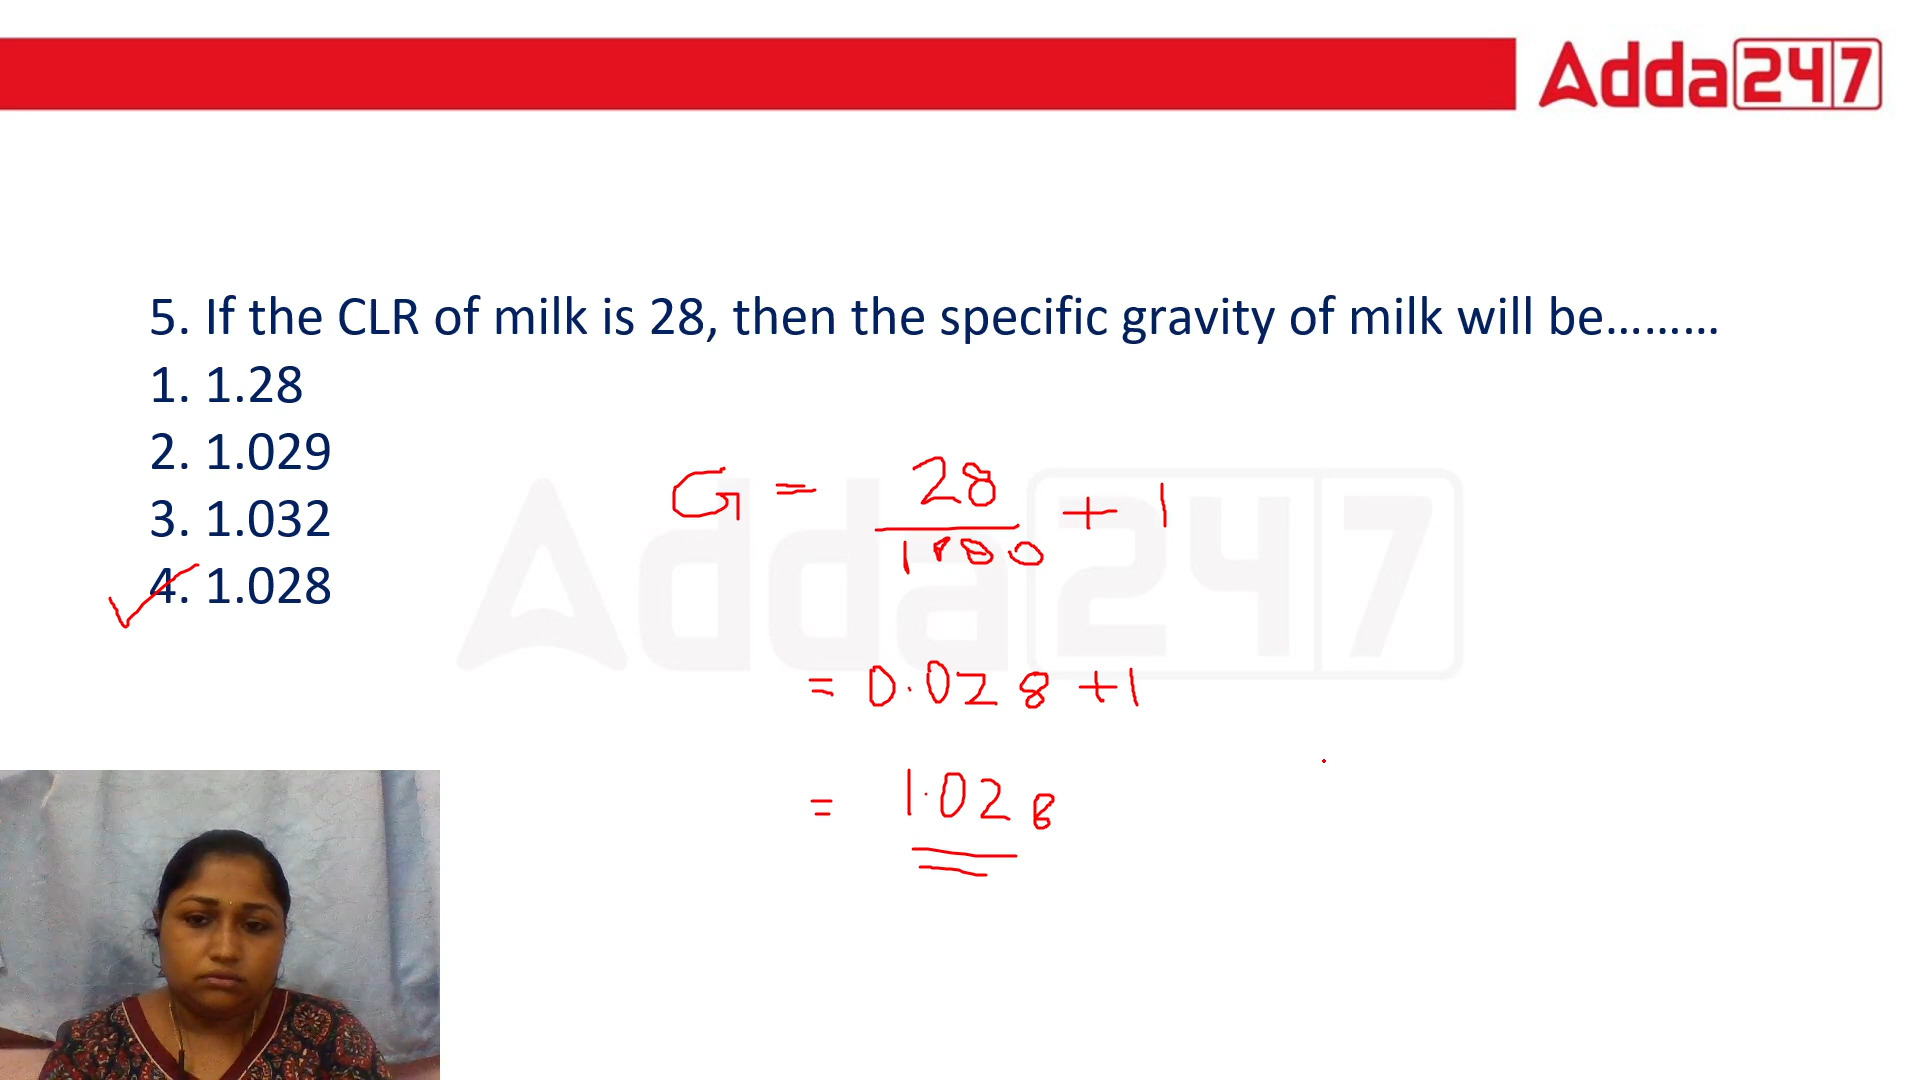 Adda247
5. If the CLR of milk is 28, then the specific gravity of milk will be.........
1. 1.28
2. 1.029
3. 1.032
4. 1.028
G = 28/1000 + 1
= 0.028 + 1
= 1.028
Adda247